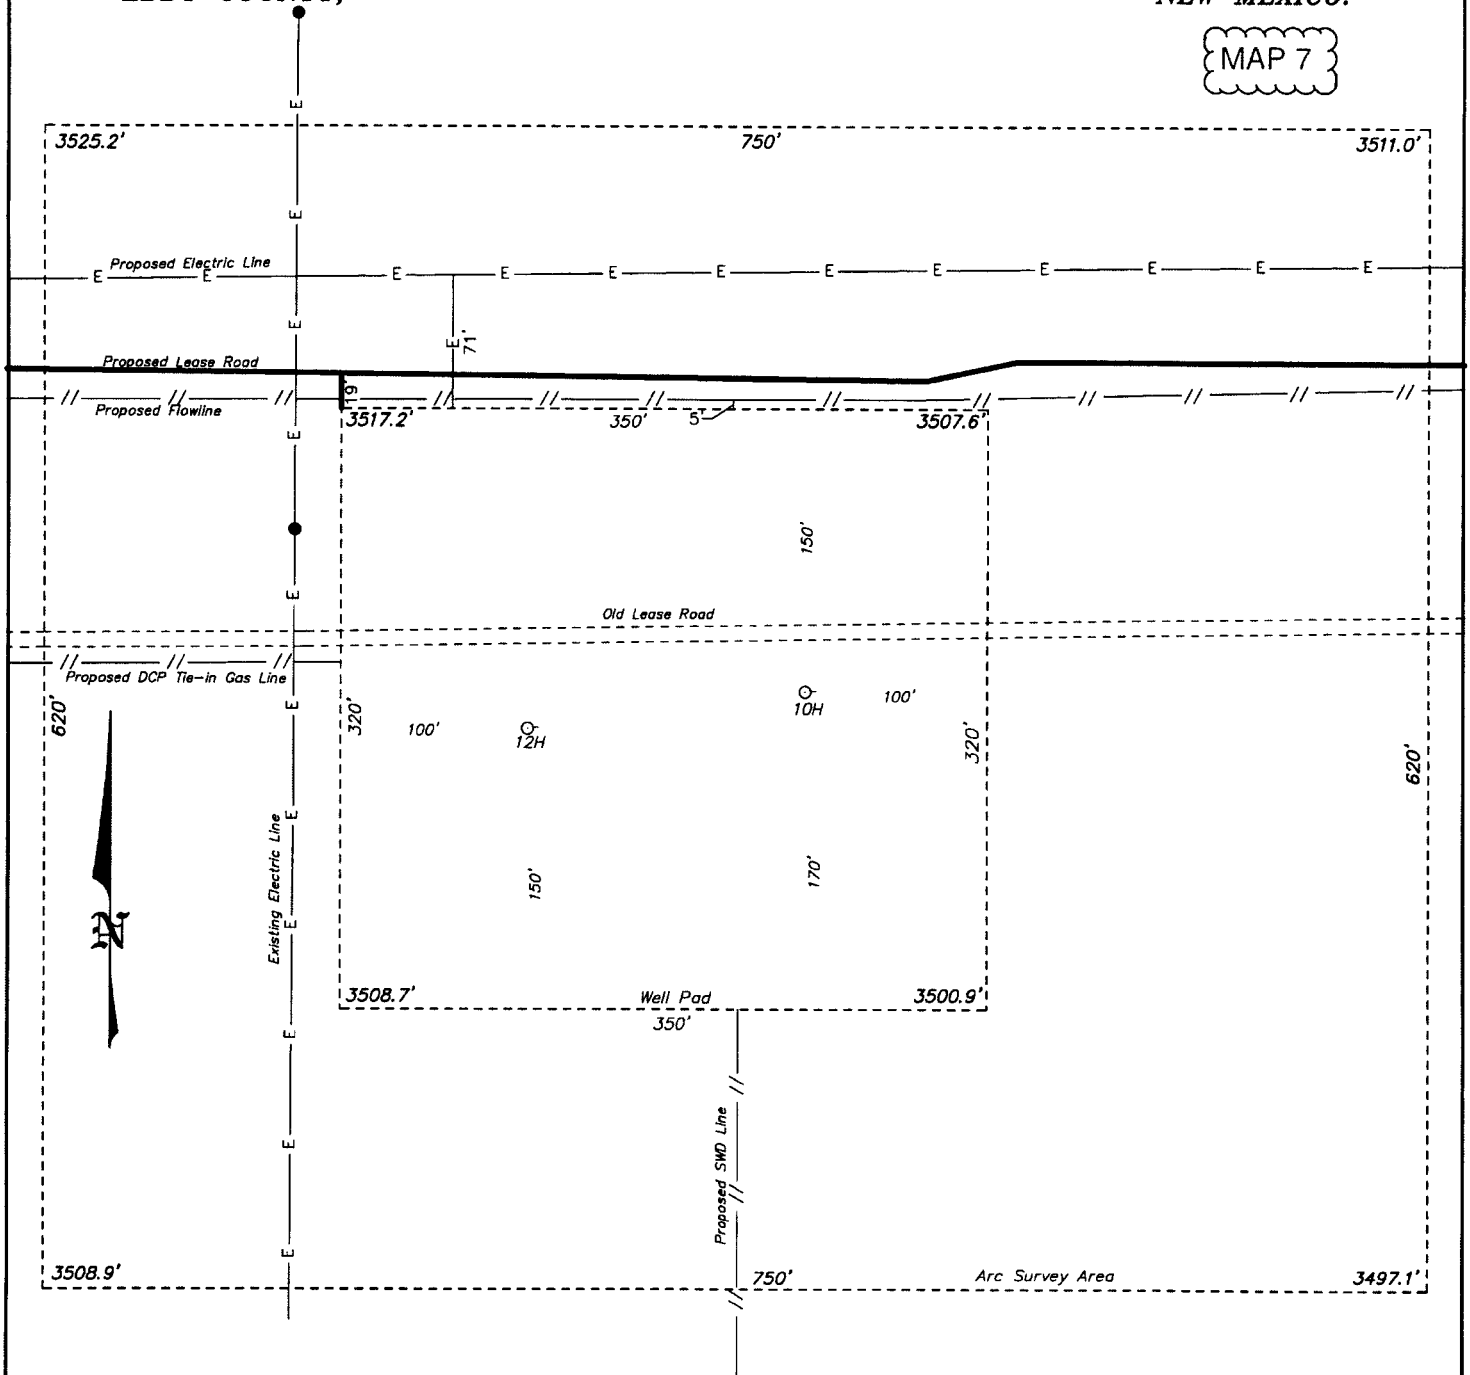 NEW MEXICO.
MAP 7
3525.2'
750'
3511.0'
Proposed Electric Line
E E E E E E E E E E E E E
E
E
E
E
71'
Proposed Lease Road
19'
Proposed Flowline
3517.2'
350'
5'
3507.6'
E
150'
E
Old Lease Road
Proposed DCP Tie-in Gas Line
620'
E
320'
100'
12H
10H
100'
320'
620'
Existing Electric Line
E
150'
170'
N
E
3508.7'
Well Pad
3500.9'
350'
E
Proposed SWD Line
E
E
3508.9'
750'
Arc Survey Area
3497.1'